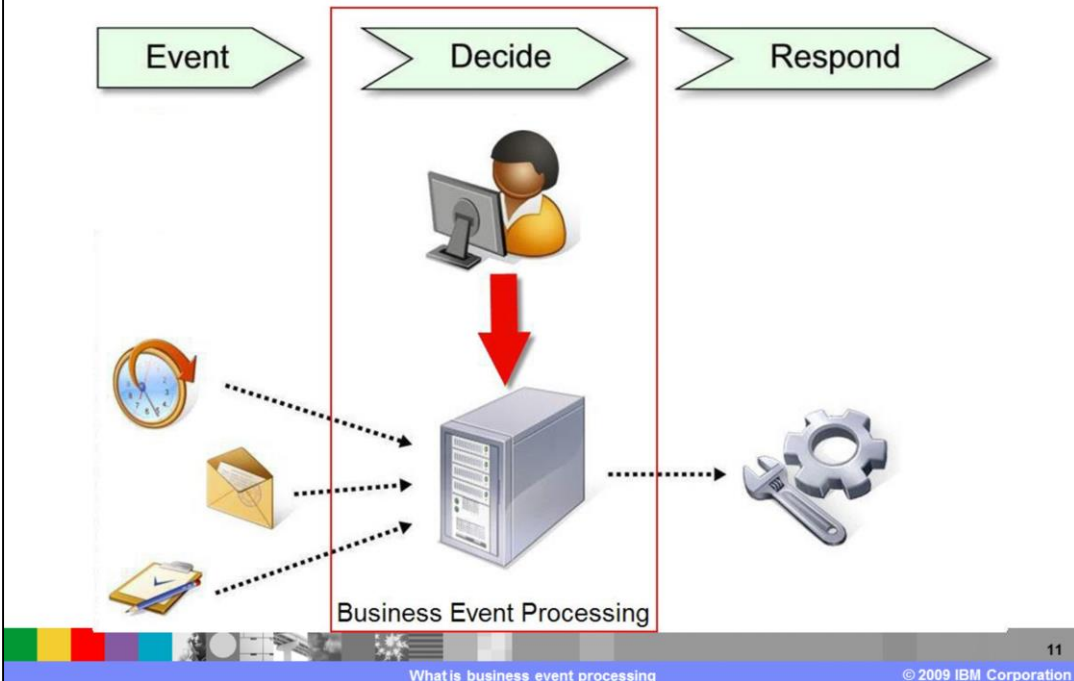 Event
Decide
Respond
Business Event Processing
11
What is business event processing
© 2009 IBM Corporation